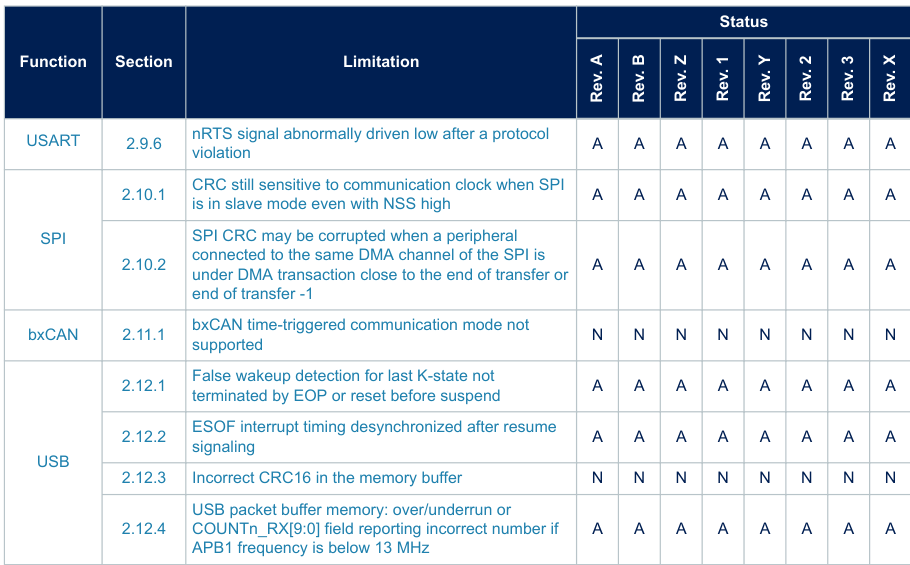 Function Section Limitation Status
Rev. A Rev. B Rev. Z Rev. 1 Rev. Y Rev. 2 Rev. 3 Rev. X
USART 2.9.6 nRTS signal abnormally driven low after a protocol
violation A A A A A A A A
SPI 2.10.1 CRC still sensitive to communication clock when SPI
is in slave mode even with NSS high A A A A A A A A
2.10.2 SPI CRC may be corrupted when a peripheral
connected to the same DMA channel of the SPI is
under DMA transaction close to the end of transfer or
end of transfer -1 A A A A A A A A
bxCAN 2.11.1 bxCAN time-triggered communication mode not
supported N N N N N N N N
USB 2.12.1 False wakeup detection for last K-state not
terminated by EOP or reset before suspend A A A A A A A A
2.12.2 ESOF interrupt timing desynchronized after resume
signaling A A A A A A A A
2.12.3 Incorrect CRC16 in the memory buffer N N N N N N N N
2.12.4 USB packet buffer memory: over/underrun or
COUNTn_RX[9:0] field reporting incorrect number if
APB1 frequency is below 13 MHz A A A A A A A A